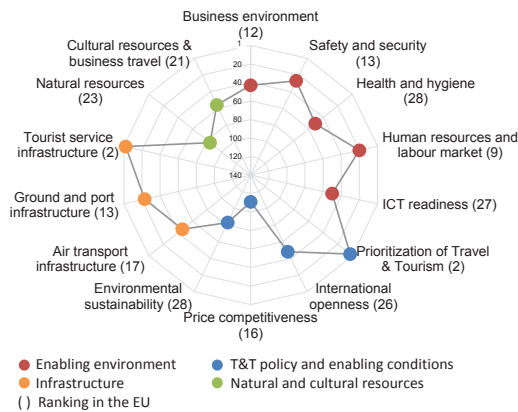 Business environment
(12)
Safety and security
(13)
Health and hygiene
(28)
Human resources and
labour market (9)
ICT readiness (27)
Prioritization of Travel
& Tourism (2)
International
openness (26)
Price competitiveness
(16)
Environmental
sustainability (28)
Air transport
infrastructure (17)
Ground and port
infrastructure (13)
Tourist service
infrastructure (2)
Natural resources
(23)
Cultural resources &
business travel (21)
1
20
40
60
80
100
120
140
Enabling environment
T&T policy and enabling conditions
Infrastructure
Natural and cultural resources
( ) Ranking in the EU